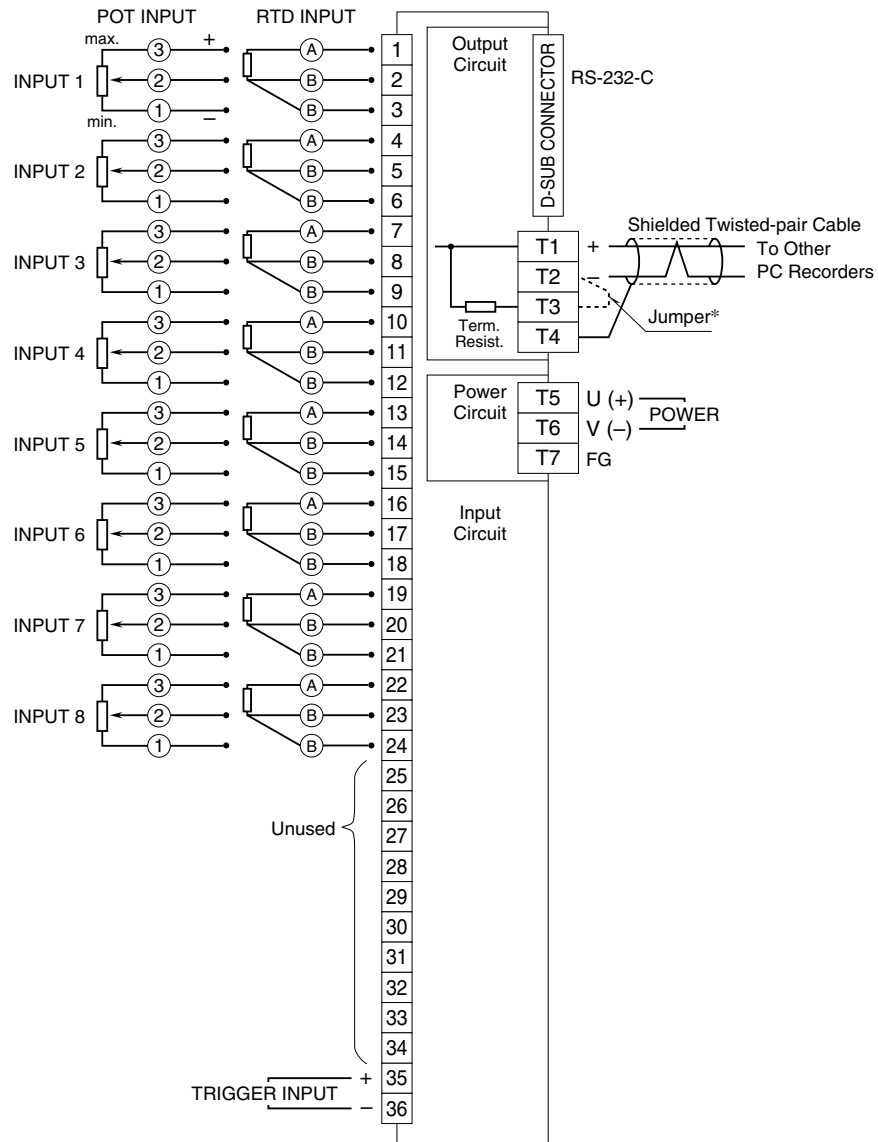 POT INPUT RTD INPUT
max. 3 + A 1 Output Circuit D-SUB CONNECTOR RS-232-C
INPUT 1 2 B 2
1 B 3
min. –
3 A 4
INPUT 2 2 B 5
1 B 6
3 A 7
INPUT 3 2 B 8
1 B 9
3 A 10
INPUT 4 2 B 11
1 B 12
3 A 13
INPUT 5 2 B 14
1 B 15
3 A 16
INPUT 6 2 B 17
1 B 18
3 A 19
INPUT 7 2 B 20
1 B 21
3 A 22
INPUT 8 2 B 23
1 B 24
25
26
Unused 27
28
29
30
31
32
33
34
+ 35
TRIGGER INPUT
– 36
Shielded Twisted-pair Cable
T1 + To Other
T2 – PC Recorders
T3
Term. Resist. Jumper*
T4
Power Circuit
T5 U (+) POWER
T6 V (–)
T7 FG
Input
Circuit